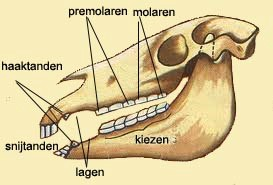 premolaren
molaren
haaktanden
snijtanden
kiezen
lagen